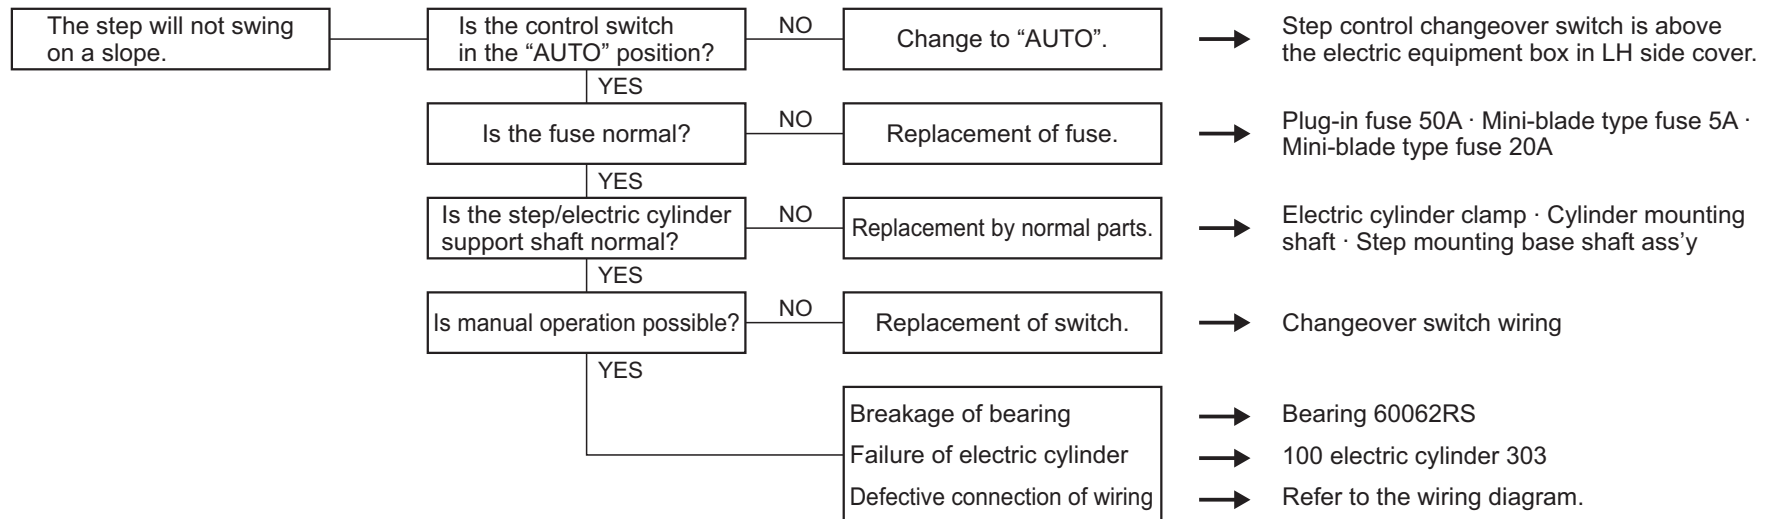 The step will not swing
on a slope.
Is the control switch
in the “AUTO” position?
NO
Change to “AUTO”.
Step control changeover switch is above
the electric equipment box in LH side cover.
YES
Is the fuse normal?
NO
Replacement of fuse.
Plug-in fuse 50A · Mini-blade type fuse 5A ·
Mini-blade type fuse 20A
YES
Is the step/electric cylinder
support shaft normal?
NO
Replacement by normal parts.
Electric cylinder clamp · Cylinder mounting
shaft · Step mounting base shaft ass’y
YES
Is manual operation possible?
NO
Replacement of switch.
Changeover switch wiring
YES
Breakage of bearing
Bearing 60062RS
Failure of electric cylinder
100 electric cylinder 303
Defective connection of wiring
Refer to the wiring diagram.